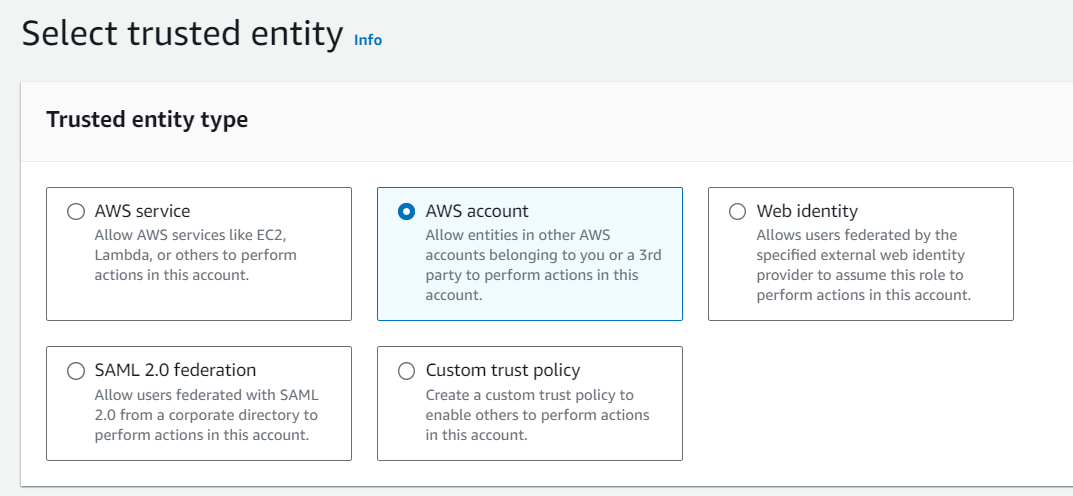 Select trusted entity Info
Trusted entity type
AWS service
Allow AWS services like EC2,
Lambda, or others to perform
actions in this account.
AWS account
Allow entities in other AWS
accounts belonging to you or a 3rd
party to perform actions in this
account.
Web identity
Allows users federated by the
specified external web identity
provider to assume this role to
perform actions in this account.
SAML 2.0 federation
Allow users federated with SAML
2.0 from a corporate directory to
perform actions in this account.
Custom trust policy
Create a custom trust policy to
enable others to perform actions
in this account.